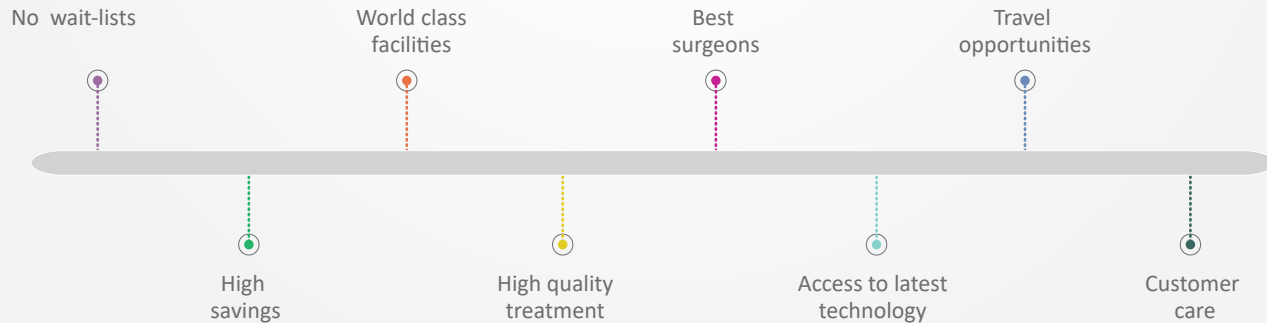 No wait-lists
World class
facilities
Best
surgeons
Travel
opportunities
High
savings
High quality
treatment
Access to latest
technology
Customer
care